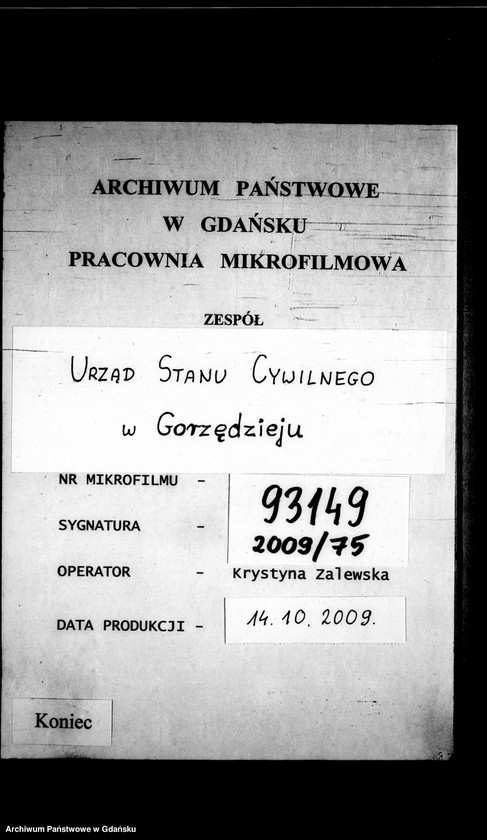 ARCHIWUM PAŃSTWOWE
W GDAŃSKU
PRACOWNIA MIKROFILMOWA
ZESPÓŁ
URZĄD STANU CYWILNEGO
w Gorzędzieju
NR MIKROFILMU - 93149
SYGNATURA - 2009/75
OPERATOR - Krystyna Zalewska
DATA PRODUKCJI - 14.10.2009.
Koniec
Archiwum Państwowe w Gdańsku